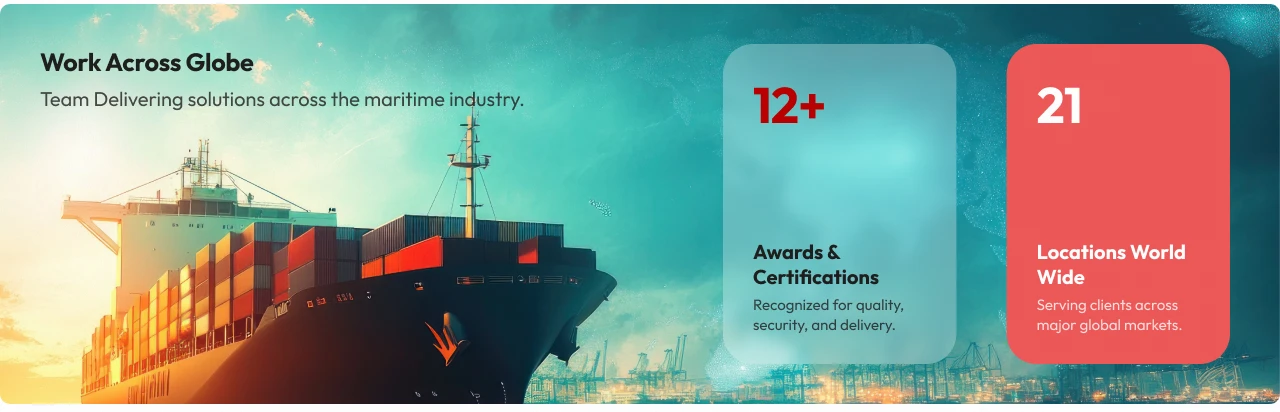 Work Across Globe
Team Delivering solutions across the maritime industry.
12+
Awards &
Certifications
Recognized for quality,
security, and delivery.
21
Locations World
Wide
Serving clients across
major global markets.